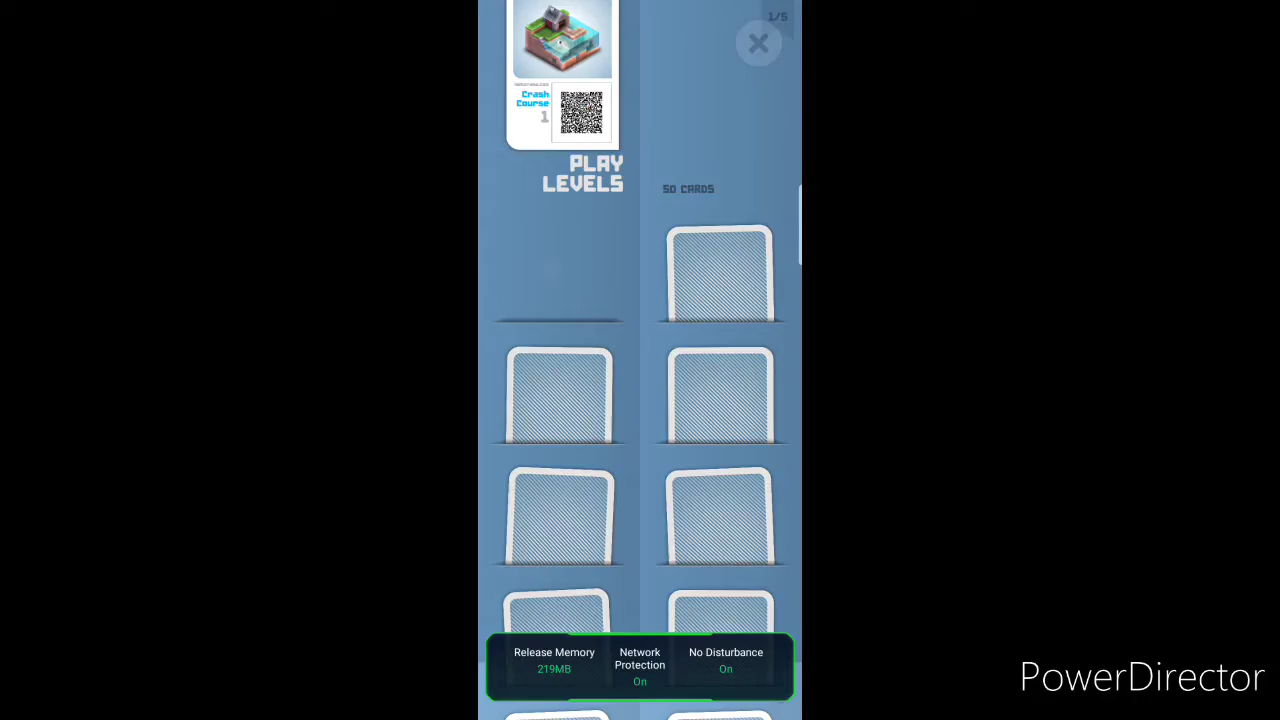 1/5
Crash
Course
1
PLAY
LEVELS
50 CARDS
Release Memory
219MB
Network
Protection
On
No Disturbance
On
PowerDirector